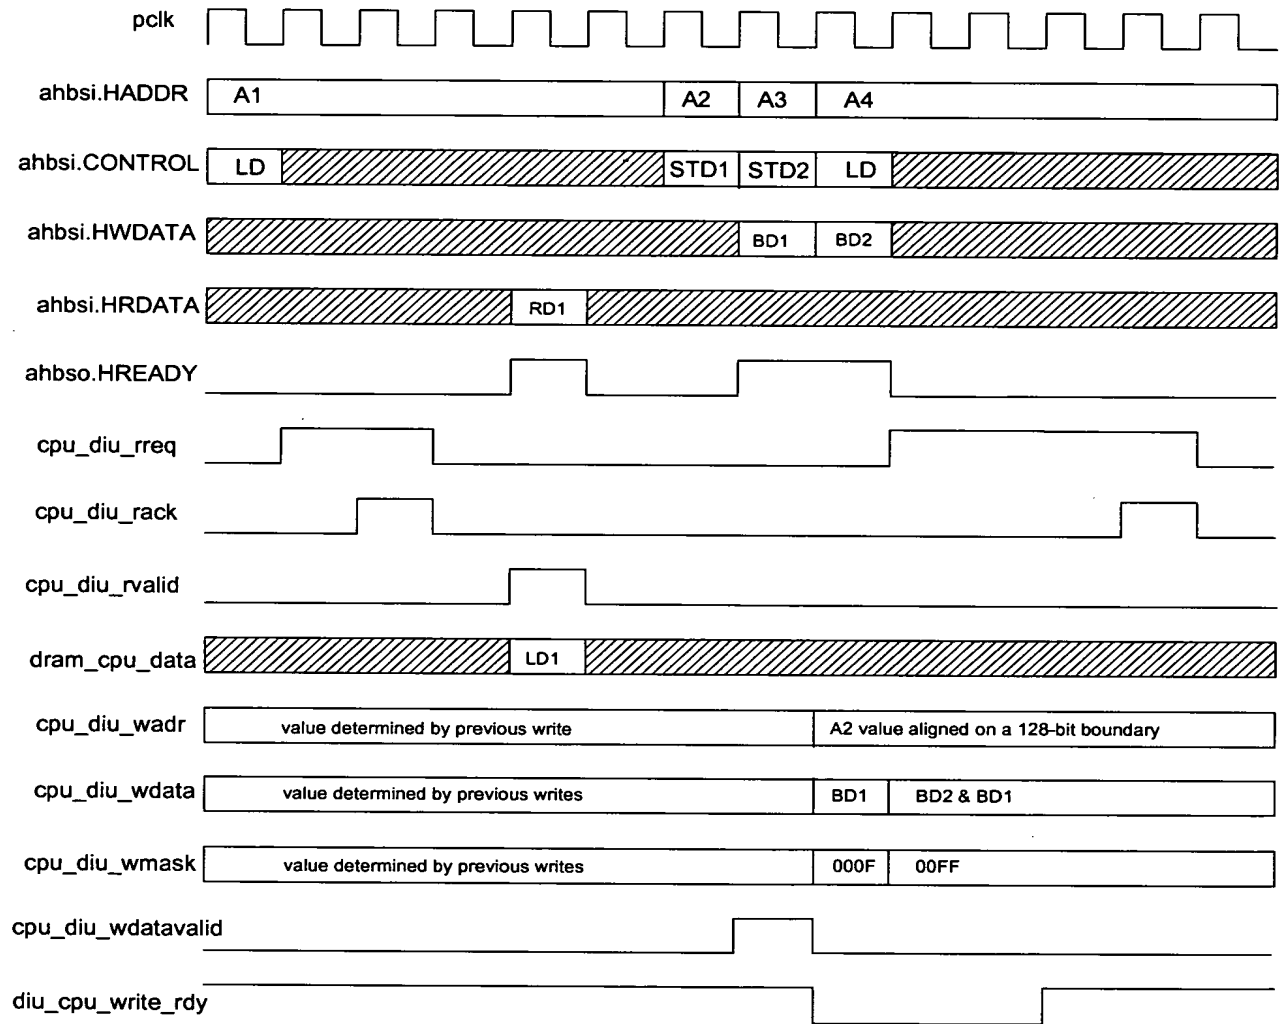 pclk
ahbsi.HADDR A1 A2 A3 A4
ahbsi.CONTROL LD STD1 STD2 LD
ahbsi.HWDATA BD1 BD2
ahbsi.HRDATA RD1
ahbso.HREADY
cpu_diu_rreq
cpu_diu_rack
cpu_diu_rvalid
dram_cpu_data LD1
cpu_diu_wadr value determined by previous write A2 value aligned on a 128-bit boundary
cpu_diu_wdata value determined by previous writes BD1 BD2 & BD1
cpu_diu_wmask value determined by previous writes 000F 00FF
cpu_diu_wdatavalid
diu_cpu_write_rdy